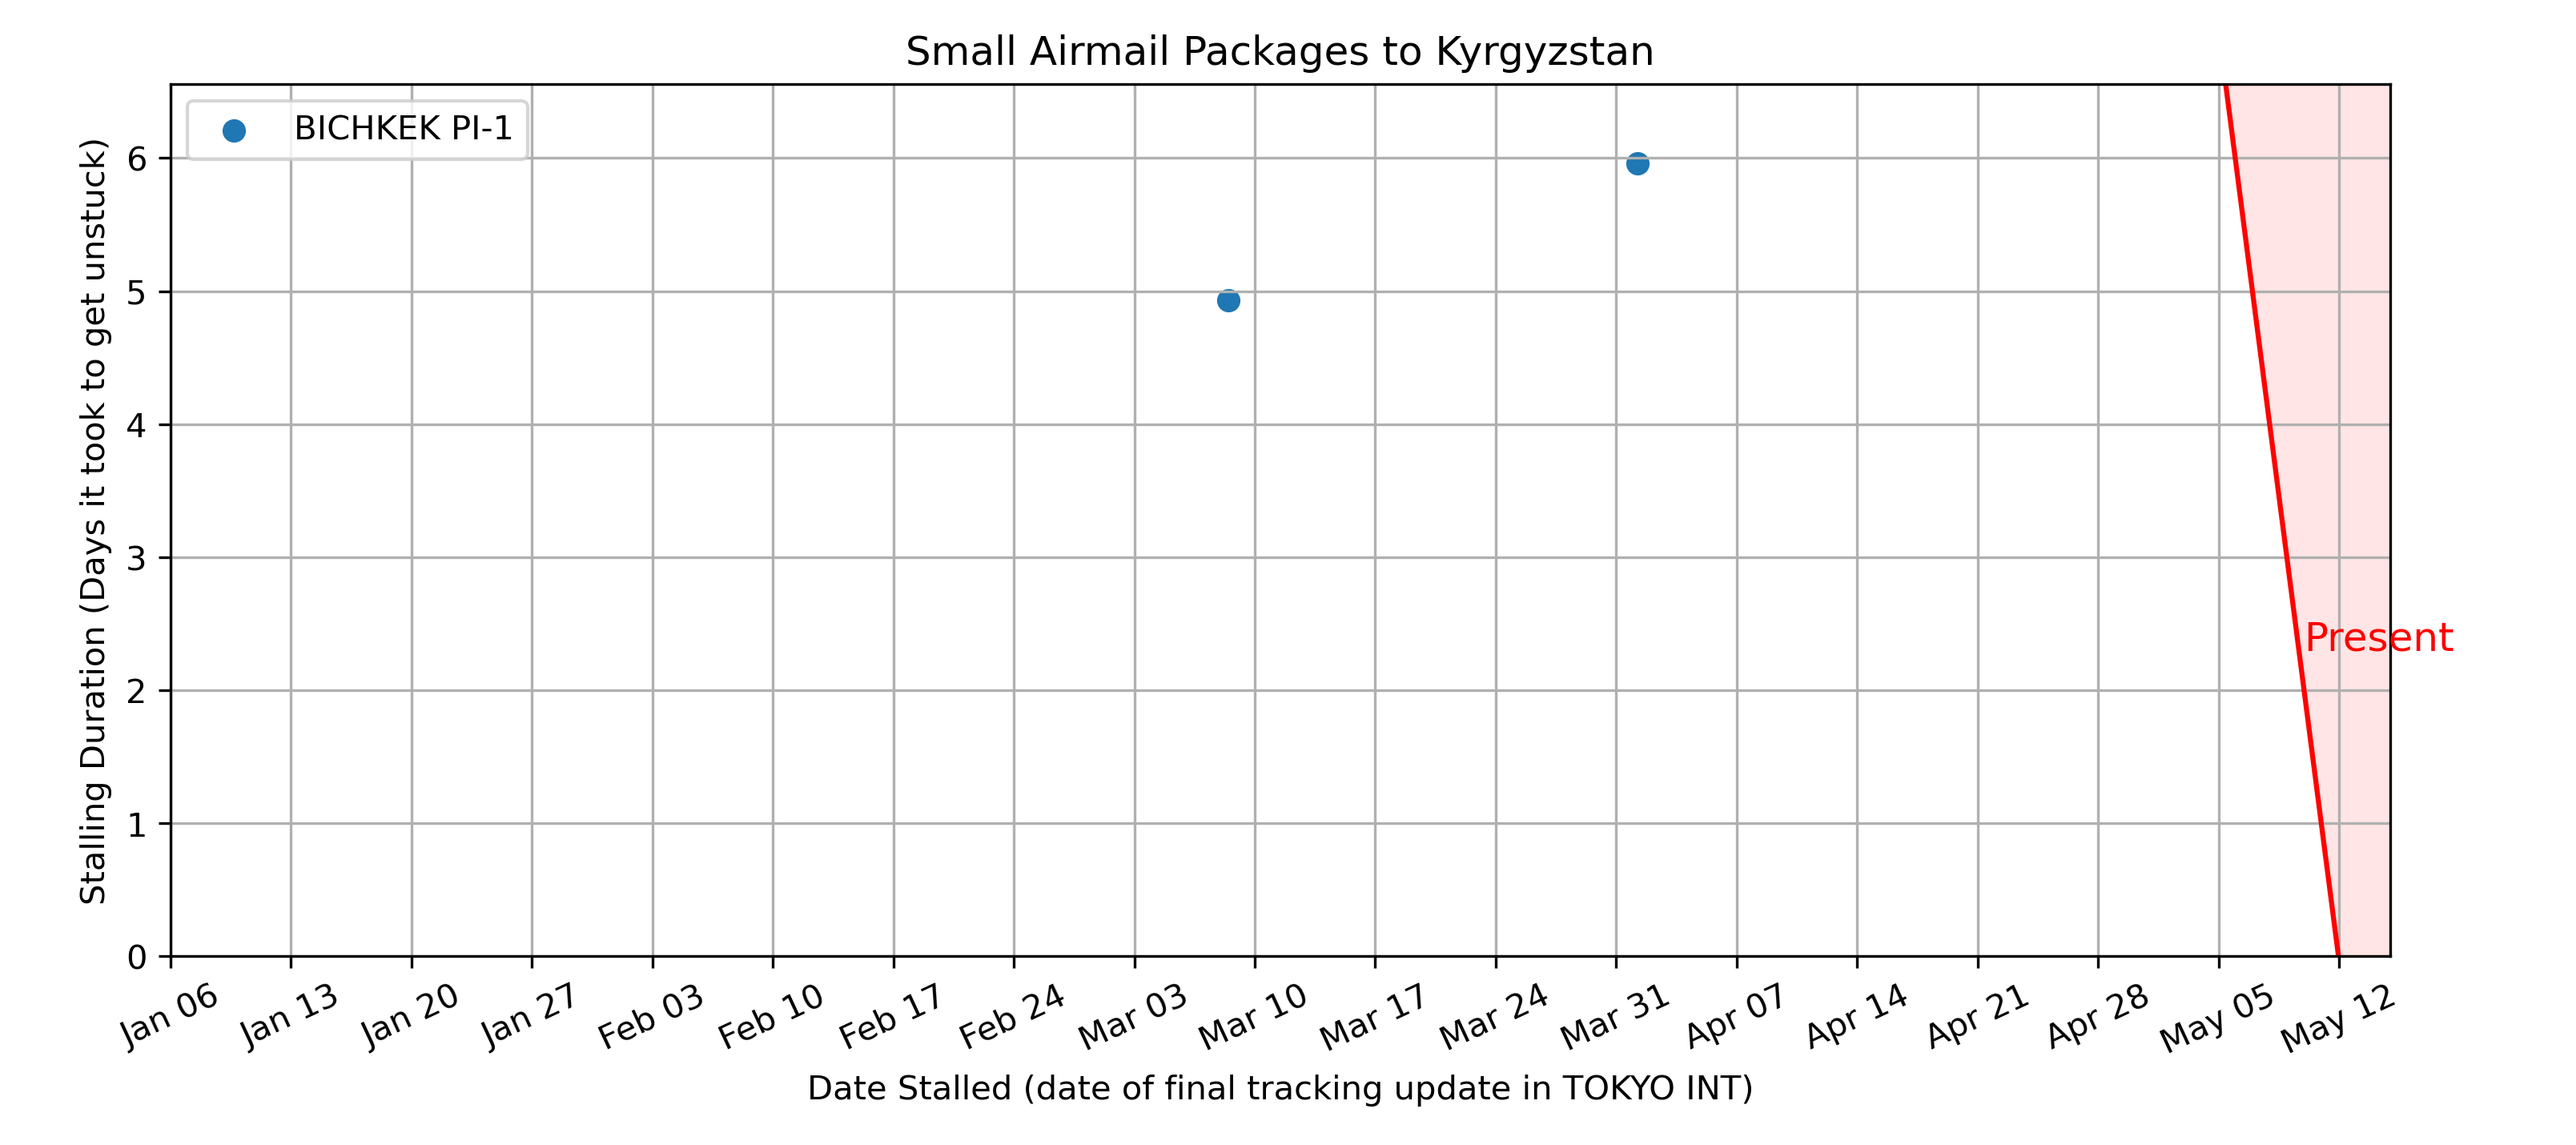 Small Airmail Packages to Kyrgyzstan
BICHKEK PI-1
Stalling Duration (Days it took to get unstuck)
6
5
4
3
2
1
0
Present
Jan 06 Jan 13 Jan 20 Jan 27 Feb 03 Feb 10 Feb 17 Feb 24 Mar 03 Mar 10 Mar 17 Mar 24 Mar 31 Apr 07 Apr 14 Apr 21 Apr 28 May 05 May 12
Date Stalled (date of final tracking update in TOKYO INT)